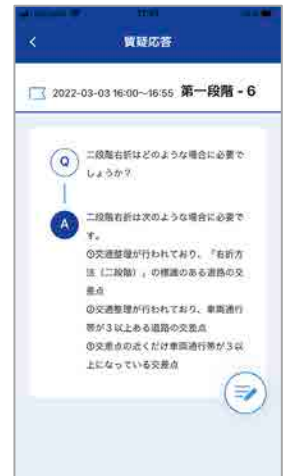 質疑応答
2022-03-03 16:00~16:55 第一段階 - 6
Q
二段階右折はどのような場合に必要で
しょうか？
A
二段階右折は次のような場合に必要で
す。
①交通整理が行われており、「右折方
法（二段階）」の標識のある道路の交
差点
②交通整理が行われており、車両通行
帯が３以上ある道路の交差点
③交差点の近くだけ車両通行帯が３以
上になっている交差点